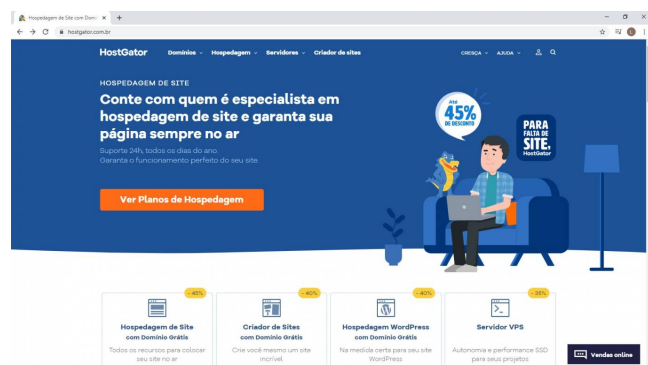 Hospedagem de Site com Domí
hostgator.com.br
HostGator Domínios Hospedagem Servidores Criador de sites CRESÇA AJUDA
HOSPEDAGEM DE SITE
Conte com quem é especialista em
hospedagem de site e garanta sua
página sempre no ar
Suporte 24h, todos os dias do ano.
Garanta o funcionamento perfeito do seu site.
Ver Planos de Hospedagem
Até
45%
DE DESCONTO
PARA
FALTA DE
SITE,
HostGator
- 45%
Hospedagem de Site
com Domínio Grátis
Todos os recursos para colocar
seu site no ar
- 40%
Criador de Sites
com Domínio Grátis
Crie você mesmo um site
incrível
- 40%
Hospedagem WordPress
com Domínio Grátis
Na medida certa para seu site
WordPress
Servidor VPS
Autonomia e performance SSD
para seus projetos
Vendas online